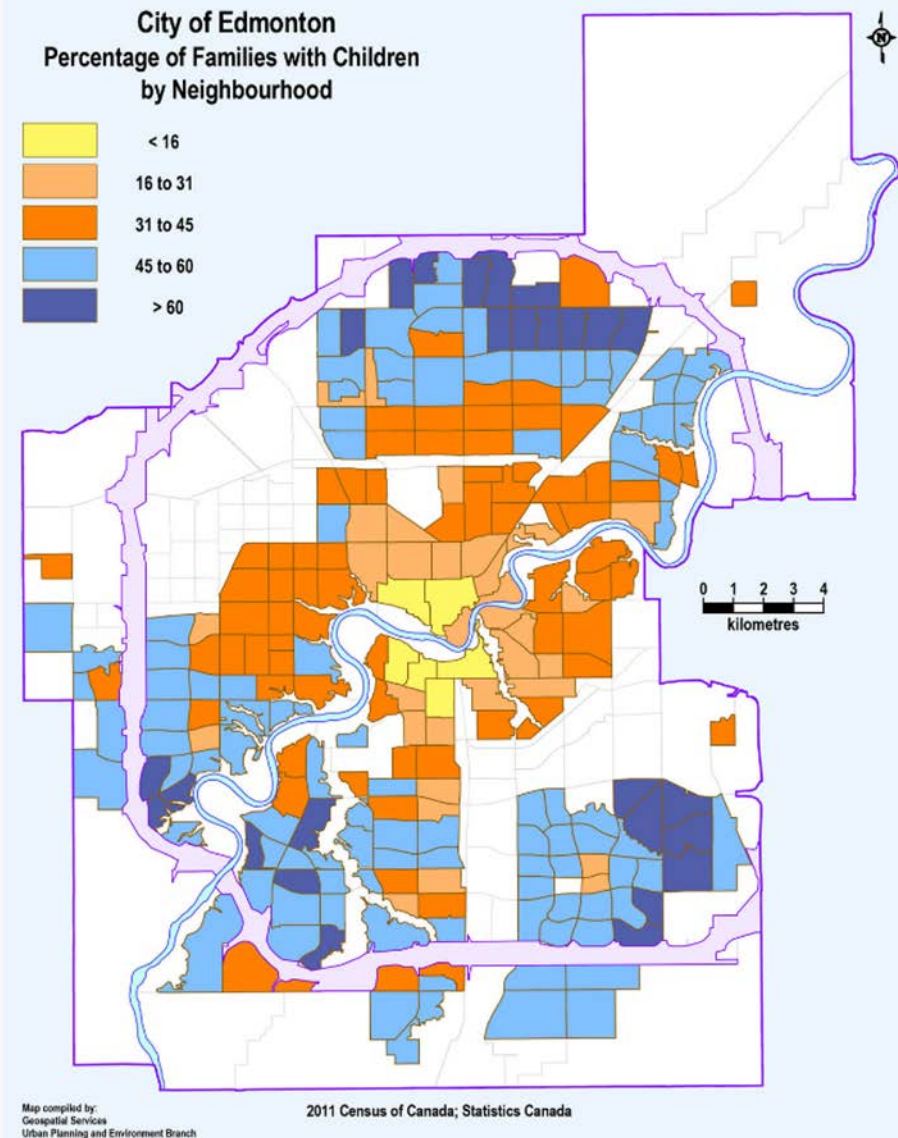 City of Edmonton
Percentage of Families with Children
by Neighbourhood
N
< 16
16 to 31
31 to 45
45 to 60
> 60
0 1 2 3 4
kilometres
Map compiled by:
Geospatial Services
Urban Planning and Environment Branch
2011 Census of Canada; Statistics Canada